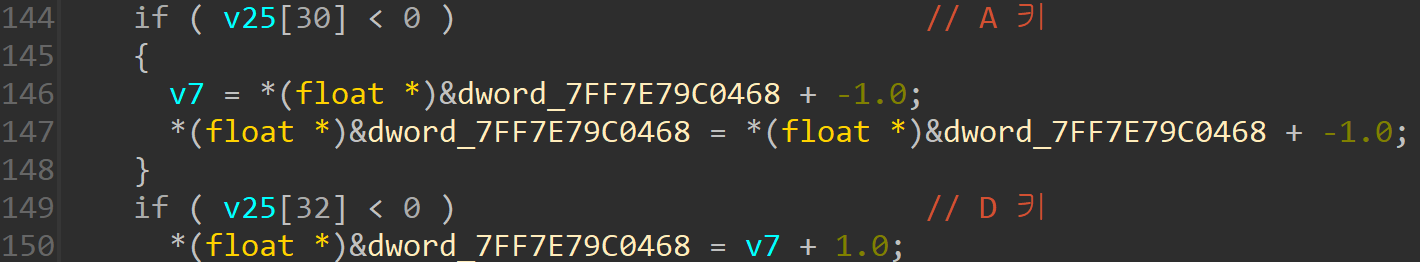 144 if ( v25[30] < 0 ) // A 키
145 {
146 v7 = *(float *)&dword_7FF7E79C0468 + -1.0;
147 *(float *)&dword_7FF7E79C0468 = *(float *)&dword_7FF7E79C0468 + -1.0;
148 }
149 if ( v25[32] < 0 ) // D 키
150 *(float *)&dword_7FF7E79C0468 = v7 + 1.0;